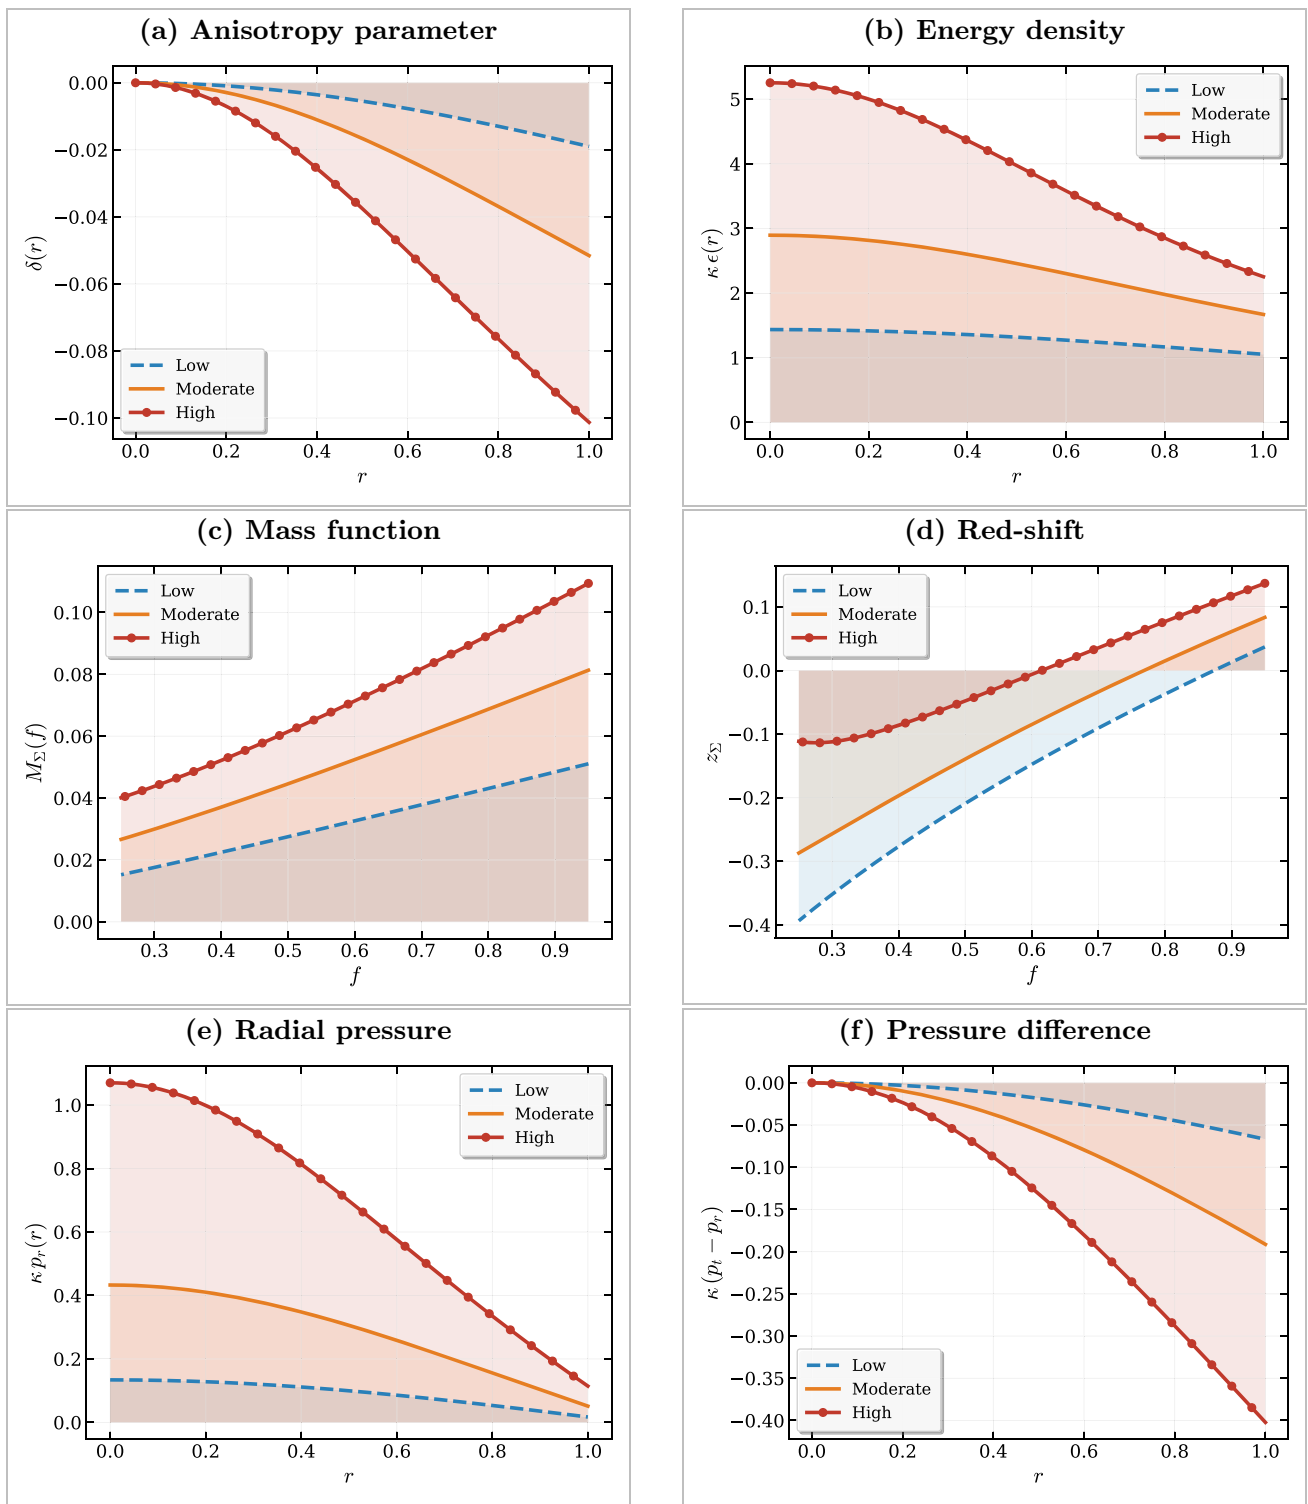 (a) Anisotropy parameter
0.00
−0.02
−0.04
−0.06
−0.08
−0.10
δ(r)
Low
Moderate
High
0.0 0.2 0.4 0.6 0.8 1.0
r
(b) Energy density
5
4
3
2
1
0
κ ϵ(r)
Low
Moderate
High
0.0 0.2 0.4 0.6 0.8 1.0
r
(c) Mass function
0.10
0.08
0.06
0.04
0.02
0.00
M_Σ(f)
Low
Moderate
High
0.3 0.4 0.5 0.6 0.7 0.8 0.9
f
(d) Red-shift
0.1
0.0
−0.1
−0.2
−0.3
−0.4
z_Σ
Low
Moderate
High
0.3 0.4 0.5 0.6 0.7 0.8 0.9
f
(e) Radial pressure
1.0
0.8
0.6
0.4
0.2
0.0
κ p_r(r)
Low
Moderate
High
0.0 0.2 0.4 0.6 0.8 1.0
r
(f) Pressure difference
0.00
−0.05
−0.10
−0.15
−0.20
−0.25
−0.30
−0.35
−0.40
κ (p_t − p_r)
Low
Moderate
High
0.0 0.2 0.4 0.6 0.8 1.0
r